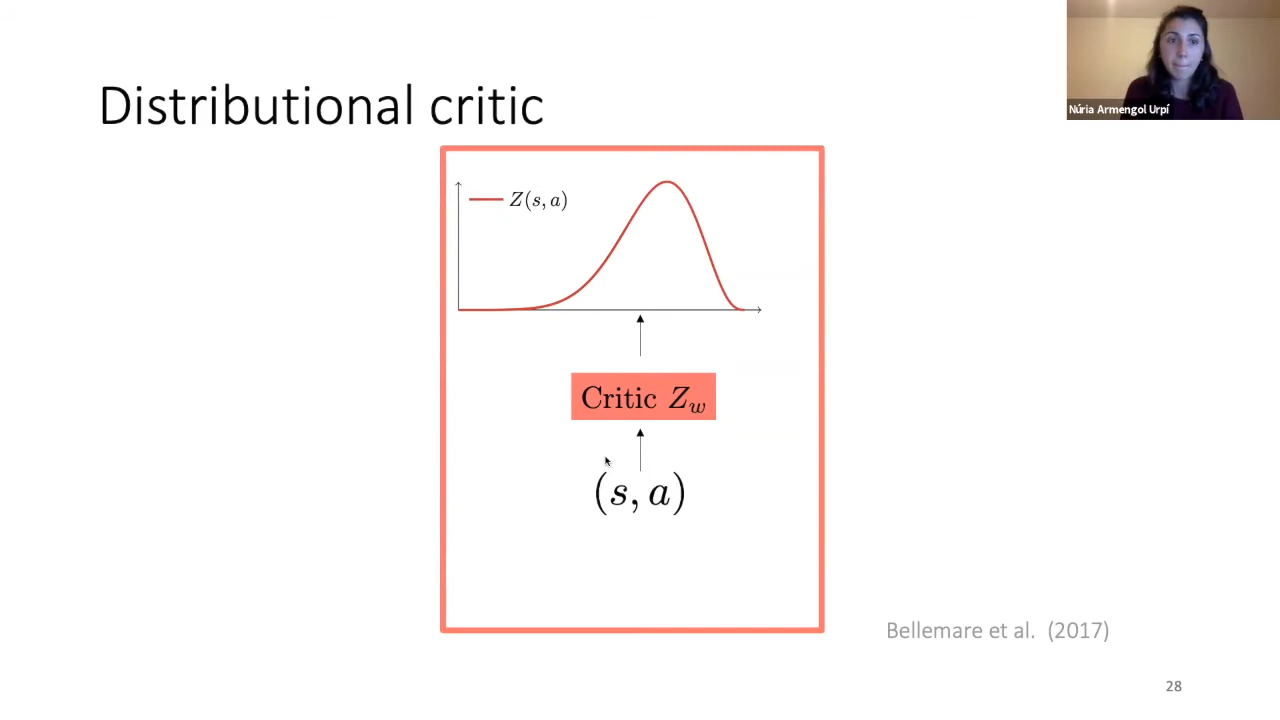 Distributional critic
Núria Armengol Urpí
Z(s, a)
Critic Z_w
(s, a)
Bellemare et al. (2017)
28